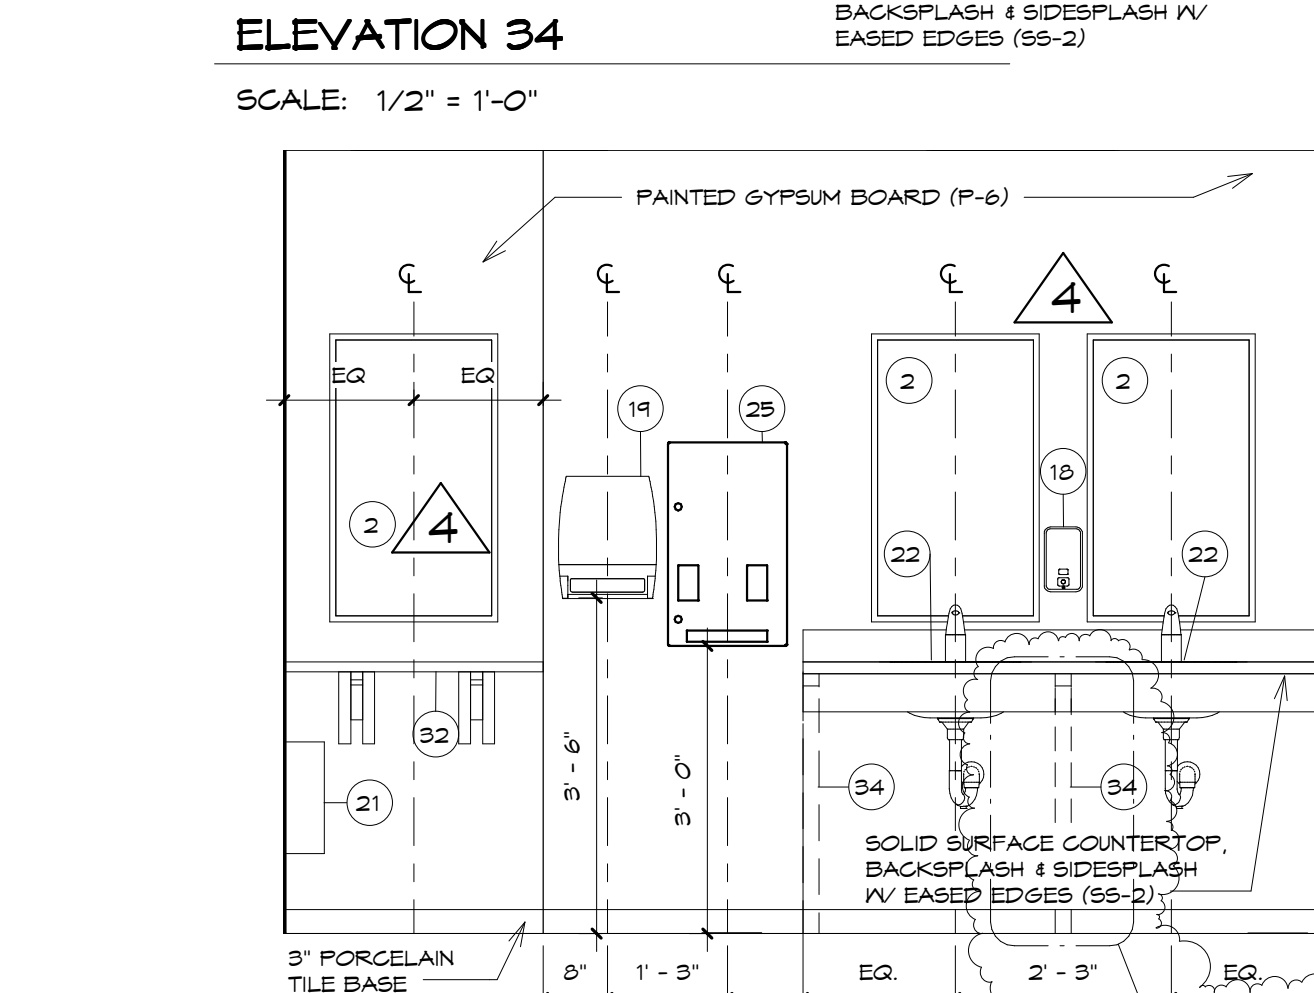 BACKSPLASH & SIDESPLASH W/
EASED EDGES (SS-2)
ELEVATION 34
SCALE: 1/2" = 1'-0"
PAINTED GYPSUM BOARD (P-6)
℄ ℄ ℄ ℄ ℄
4
EQ EQ
2 2
19 25
18
2 4
22 22
32
3' - 6"
3' - 0"
21
34 34
SOLID SURFACE COUNTERTOP,
BACKSPLASH & SIDESPLASH
W/ EASED EDGES (SS-2)
3" PORCELAIN
TILE BASE
8" 1' - 3" EQ. 2' - 3" EQ.